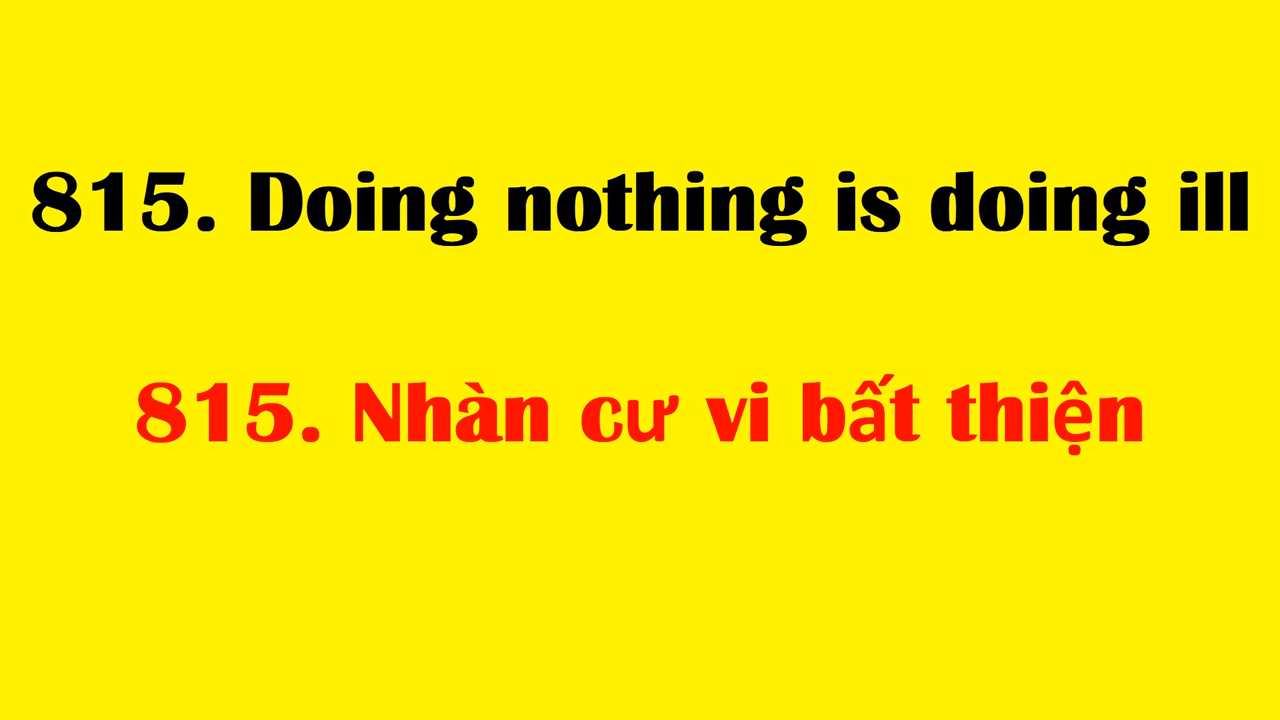 815. Doing nothing is doing ill
815. Nhàn cư vi bất thiện